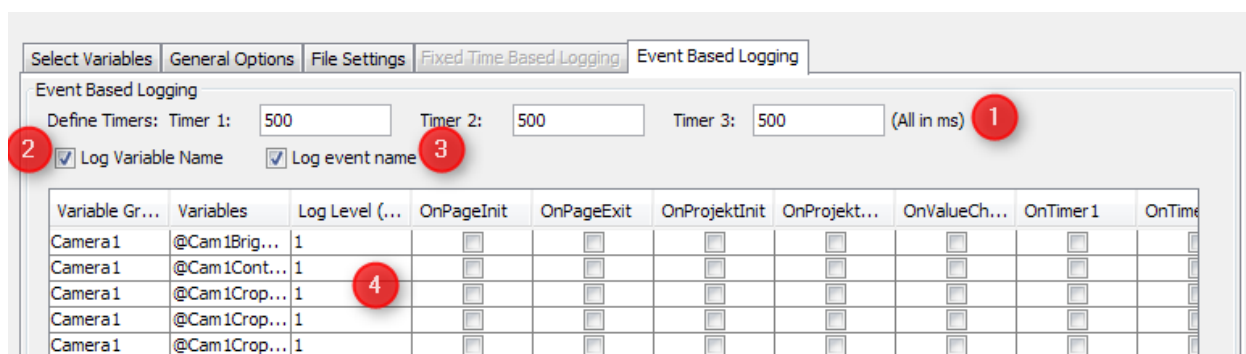 Select Variables General Options File Settings Fixed Time Based Logging Event Based Logging
Event Based Logging
Define Timers: Timer 1: 500 Timer 2: 500 Timer 3: 500 (All in ms) 1
2 Log Variable Name Log event name 3
Variable Gr... Variables Log Level (... OnPageInit OnPageExit OnProjektInit OnProjekt... OnValueCh... OnTimer1 OnTime
Camera1 @Cam1Brig... 1
Camera1 @Cam1Cont... 1
4
Camera1 @Cam1Crop... 1
Camera1 @Cam1Crop... 1
Camera1 @Cam1Crop... 1